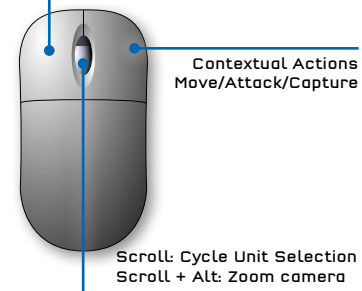 Contextual Actions
Move/Attack/Capture
Scroll: Cycle Unit Selection
Scroll + Alt: Zoom camera